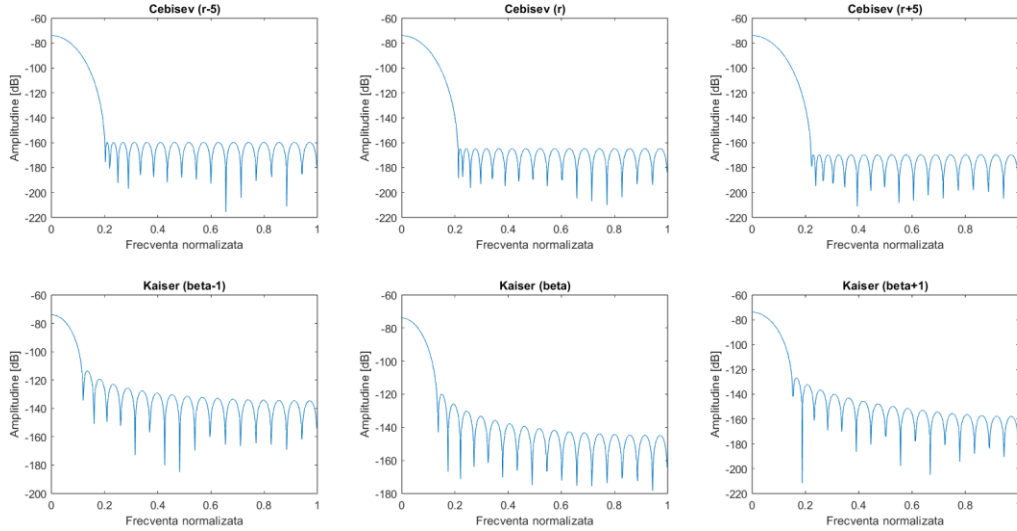 Cebisev (r-5)
-60
-80
-100
-120
-140
-160
-180
-200
-220
Amplitudine [dB]
0 0.2 0.4 0.6 0.8 1
Frecventa normalizata
Cebisev (r)
-60
-80
-100
-120
-140
-160
-180
-200
-220
Amplitudine [dB]
0 0.2 0.4 0.6 0.8 1
Frecventa normalizata
Cebisev (r+5)
-60
-80
-100
-120
-140
-160
-180
-200
-220
Amplitudine [dB]
0 0.2 0.4 0.6 0.8 1
Frecventa normalizata
Kaiser (beta-1)
-60
-80
-100
-120
-140
-160
-180
-200
Amplitudine [dB]
0 0.2 0.4 0.6 0.8 1
Frecventa normalizata
Kaiser (beta)
-60
-80
-100
-120
-140
-160
-180
Amplitudine [dB]
0 0.2 0.4 0.6 0.8 1
Frecventa normalizata
Kaiser (beta+1)
-60
-80
-100
-120
-140
-160
-180
-200
-220
Amplitudine [dB]
0 0.2 0.4 0.6 0.8 1
Frecventa normalizata